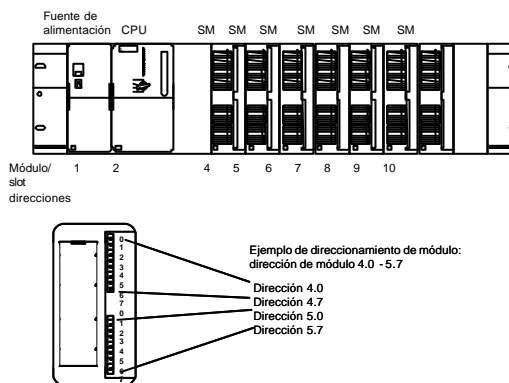 Fuente de
alimentación CPU SM SM SM SM SM SM SM
Módulo/ 1 2 4 5 6 7 8 9 10
slot
direcciones
Ejemplo de direccionamiento de módulo:
dirección de módulo 4.0 - 5.7
0
1
2
3
4
5
6
7
0
1
2
3
4
5
6
7
Dirección 4.0
Dirección 4.7
Dirección 5.0
Dirección 5.7